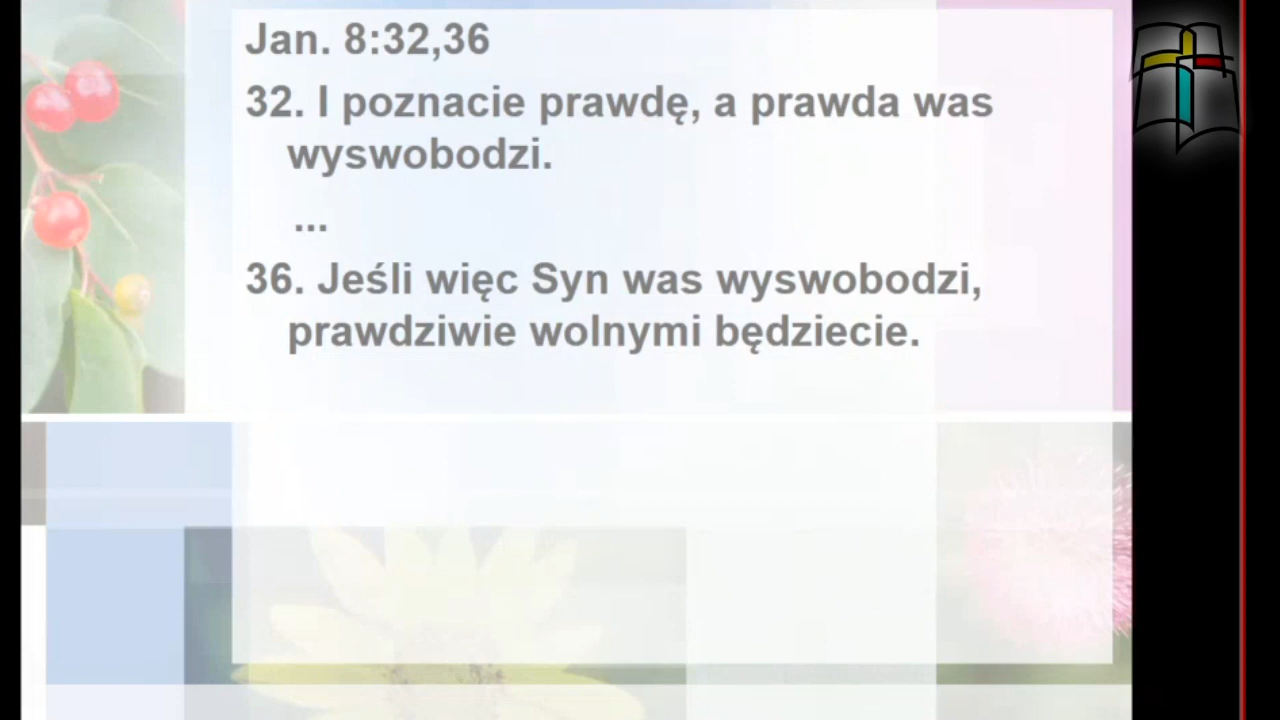 Jan. 8:32,36
32. I poznacie prawdę, a prawda was
wyswobodzi.
...
36. Jeśli więc Syn was wyswobodzi,
prawdziwie wolnymi będziecie.